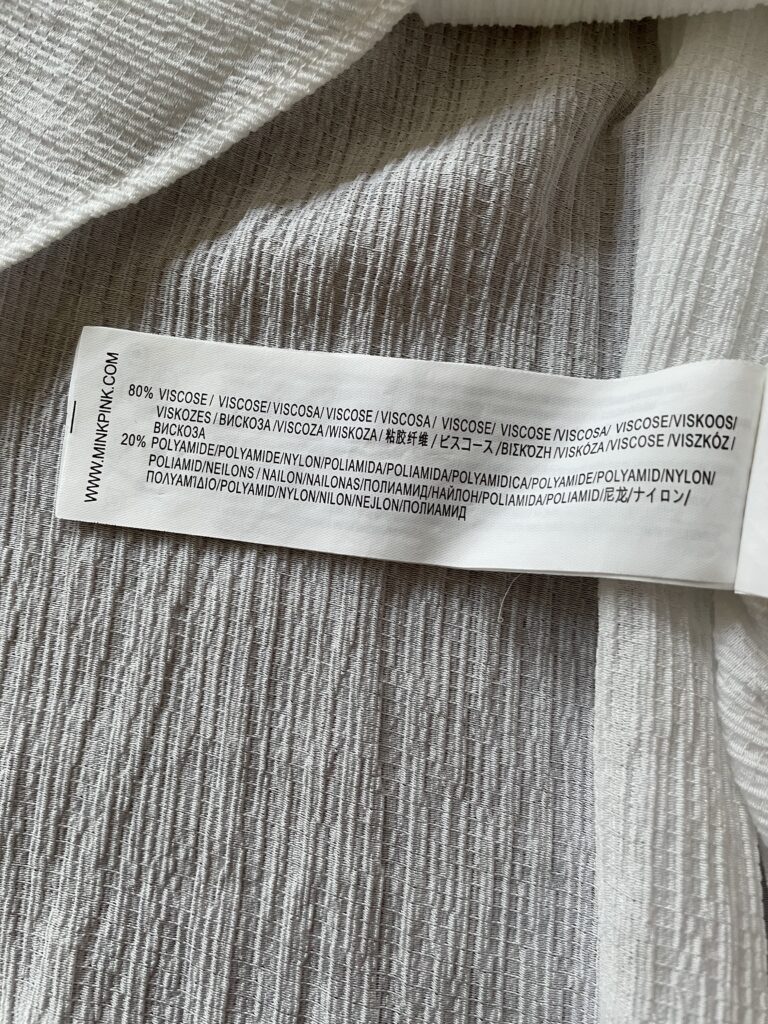 WWW.MINKPINK.COM
80% VISCOSE / VISCOSE/ VISCOSA/ VISCOSE / VISCOSA / VISCOSE/ VISCOSE /VISCOSA/ VISCOSE/VISKOOS/
VISKOZES / ВИСКОЗА /VISCOZA/WISKOZA / 粘胶纤维 / ビスコース / ΒΙΣΚΌΖΗ /VISKÓZA/VISCOSE /VISZKÓZ /
ВИСКОЗА
20% POLYAMIDE/POLYAMIDE/NYLON/POLIAMIDA/POLIAMIDA/POLYAMIDICA/POLYAMIDE/POLYAMID/NYLON/
POLIAMID/NEILONS / NAILON/NAILONAS/ПОЛИАМИД/НАЙЛОН/POLIAMIDA/POLIAMID/尼龙/ナイロン/
ΠΟΛΥΑΜΊΔΙΟ/POLYAMID/NYLON/NILON/NEJLON/ПОЛИАМИД